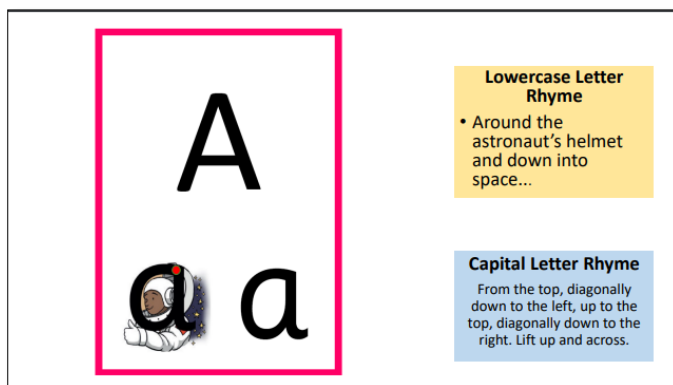 A
a a
Lowercase Letter
Rhyme
• Around the
astronaut's helmet
and down into
space...
Capital Letter Rhyme
From the top, diagonally
down to the left, up to the
top, diagonally down to the
right. Lift up and across.